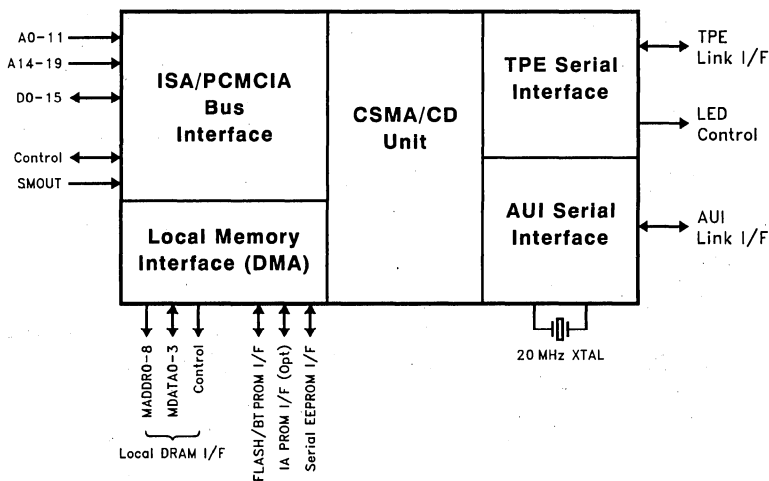 A0-11
A14-19
D0-15
Control
SMOUT
ISA/PCMCIA
Bus
Interface
Local Memory
Interface (DMA)
CSMA/CD
Unit
TPE Serial
Interface
AUI Serial
Interface
TPE
Link I/F
LED
Control
AUI
Link I/F
20 MHz XTAL
MADDR0-8
MDATA0-3
Control
Local DRAM I/F
FLASH/BT PROM I/F
IA PROM I/F (Opt)
Serial EEPROM I/F